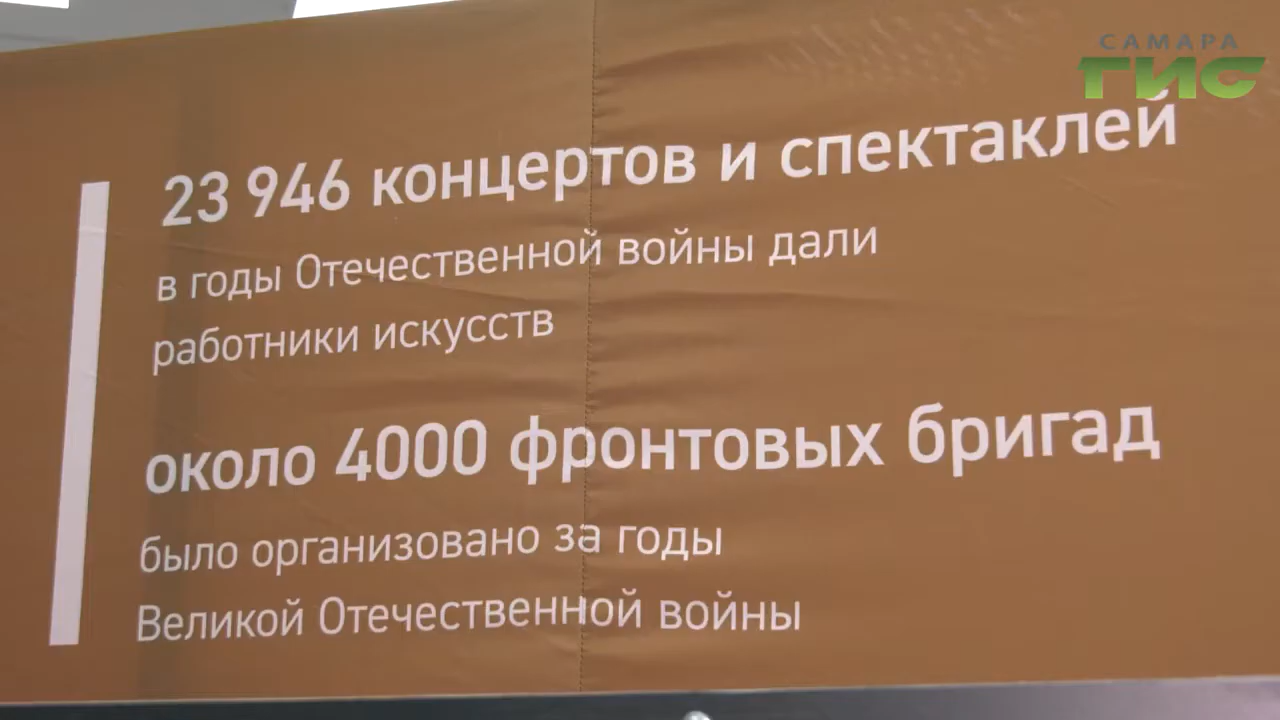 САМАРА
ГИС
23 946 концертов и спектаклей
в годы Отечественной войны дали
работники искусств
около 4000 фронтовых бригад
было организовано за годы
Великой Отечественной войны